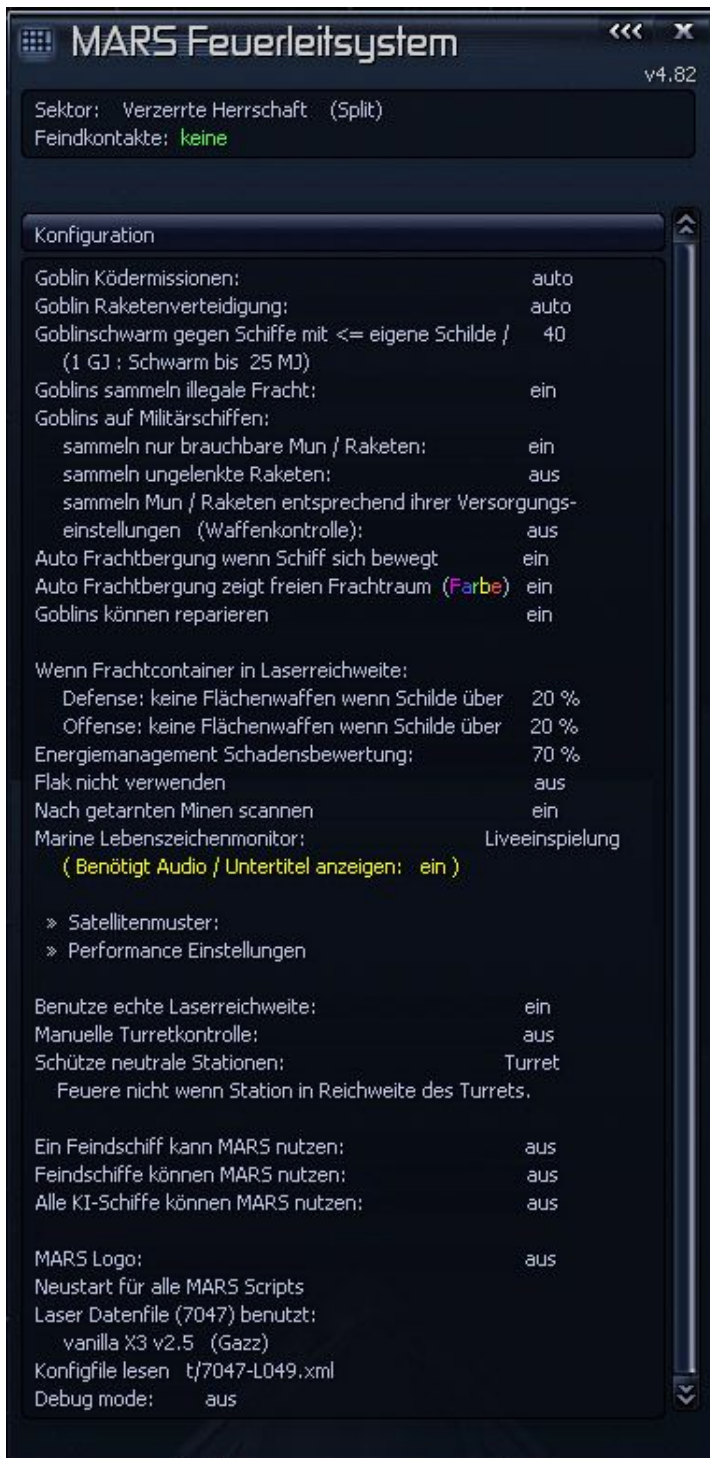 MARS Feuerleitsystem
v4.82
Sektor: Verzerrte Herrschaft (Split)
Feindkontakte: keine
Konfiguration
Goblin Ködermissionen: auto
Goblin Raketenverteidigung: auto
Goblinschwarm gegen Schiffe mit <= eigene Schilde / 40
(1 GJ : Schwarm bis 25 MJ)
Goblins sammeln illegale Fracht: ein
Goblins auf Militärschiffen:
sammeln nur brauchbare Mun / Raketen: ein
sammeln ungelenkte Raketen: aus
sammeln Mun / Raketen entsprechend ihrer Versorgungs-
einstellungen (Waffenkontrolle): aus
Auto Frachtbergung wenn Schiff sich bewegt ein
Auto Frachtbergung zeigt freien Frachtraum (Farbe) ein
Goblins können reparieren ein
Wenn Frachtcontainer in Laserreichweite:
Defense: keine Flächenwaffen wenn Schilde über 20 %
Offense: keine Flächenwaffen wenn Schilde über 20 %
Energiemanagement Schadensbewertung: 70 %
Flak nicht verwenden aus
Nach getarnten Minen scannen ein
Marine Lebenszeichenmonitor: Liveeinspielung
( Benötigt Audio / Untertitel anzeigen: ein )
» Satellitenmuster:
» Performance Einstellungen
Benutze echte Laserreichweite: ein
Manuelle Turretkontrolle: aus
Schütze neutrale Stationen: Turret
Feuere nicht wenn Station in Reichweite des Turrets.
Ein Feindschiff kann MARS nutzen: aus
Feindschiffe können MARS nutzen: aus
Alle KI-Schiffe können MARS nutzen: aus
MARS Logo: aus
Neustart für alle MARS Scripts
Laser Datenfile (7047) benutzt:
vanilla X3 v2.5 (Gazz)
Konfigfile lesen t/7047-L049.xml
Debug mode: aus